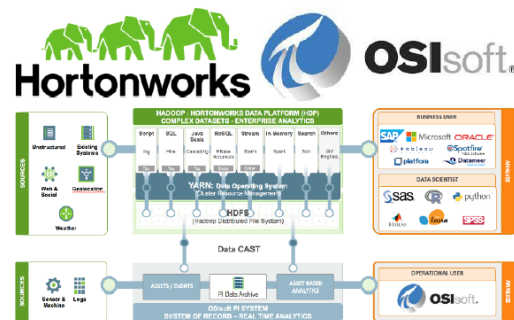 Hortonworks
OSIsoft.
HADOOP : HORTONWORKS DATA PLATFORM (HDP)
COMPLEX DATASETS - ENTERPRISE ANALYTICS
SOURCES
Unstructured
Existing
Systems
Web &
Social
Geolocation
Weather
Script
SQL
Java
Scala
NoSQL
Stream
In-Memory
Search
Others
Pig
Hive
Cascading
HBase
Accumulo
Storm
Spark
Solr
YARN: Data Operating System
(Cluster Resource Management)
HDFS
(Hadoop Distributed File System)
BUSINESS USER
SAP
Microsoft
ORACLE
tableau
Spotfire
platfora
Datameer
DATA SCIENTIST
sas
R
python
SPSS
ANALYZE
Data CAST
SOURCES
Sensor &
Machine
Logs
ASSETS / EVENTS
PI Data Archive
ASSET BASED
ANALYTICS
OSIsoft PI SYSTEM
SYSTEM OF RECORD – REAL TIME ANALYTICS
OPERATIONAL USER
OSIsoft.
ANALYZE